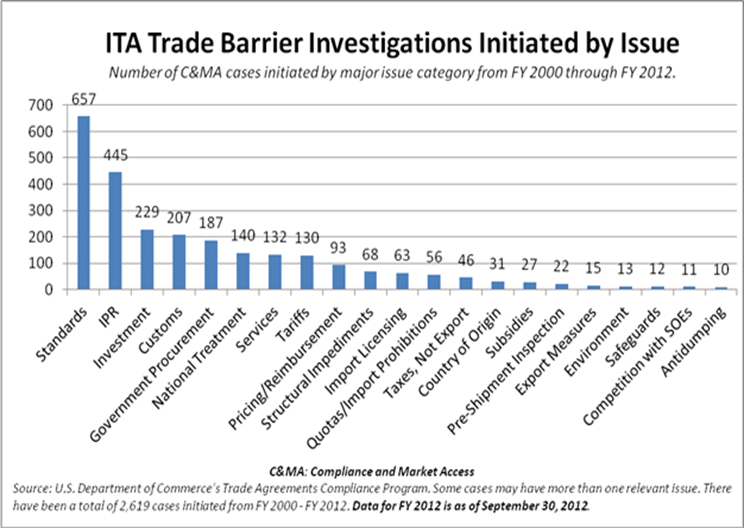 ITA Trade Barrier Investigations Initiated by Issue
Number of C&MA cases initiated by major issue category from FY 2000 through FY 2012.
700
600
500
400
300
200
100
0
657
445
229
207
187
140
132
130
93
68
63
56
46
31
27
22
15
13
12
11
10
Standards
IPR
Investment
Customs
Government Procurement
National Treatment
Services
Tariffs
Pricing/Reimbursement
Structural Impediments
Import Licensing
Quotas/Import Prohibitions
Taxes, Not Export
Country of Origin
Subsidies
Pre-Shipment Inspection
Export Measures
Environment
Safeguards
Competition with SOEs
Antidumping
C&MA: Compliance and Market Access
Source: U.S. Department of Commerce's Trade Agreements Compliance Program. Some cases may have more than one relevant issue. There
have been a total of 2,619 cases initiated from FY 2000 - FY 2012. Data for FY 2012 is as of September 30, 2012.